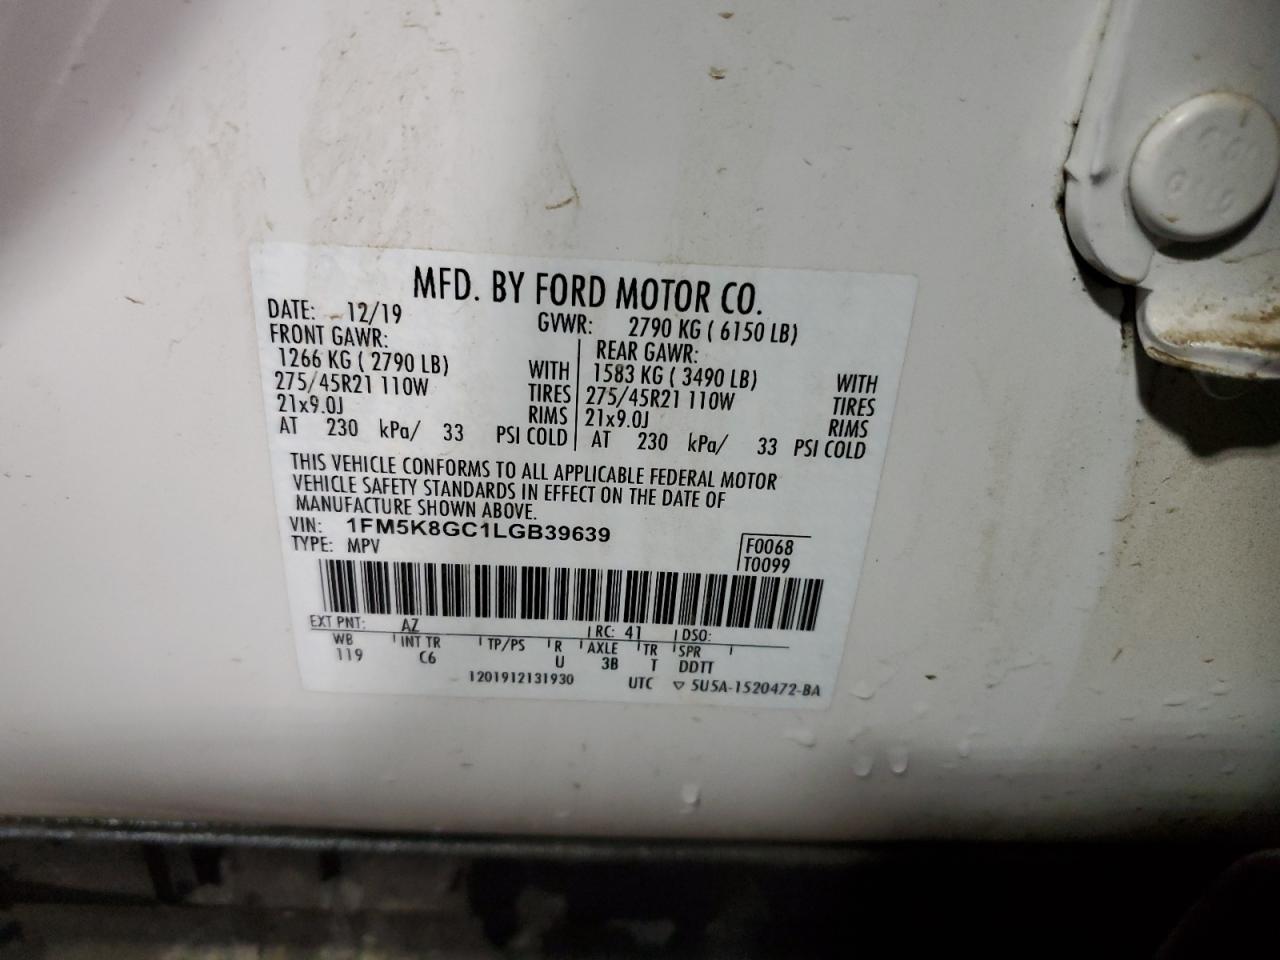 MFD. BY FORD MOTOR CO.
DATE: 12/19 GVWR: 2790 KG ( 6150 LB)
FRONT GAWR: REAR GAWR:
1266 KG ( 2790 LB) WITH 1583 KG ( 3490 LB) WITH
275/45R21 110W TIRES 275/45R21 110W TIRES
21x9.0J RIMS 21x9.0J RIMS
AT 230 kPa/ 33 PSI COLD AT 230 kPa/ 33 PSI COLD
THIS VEHICLE CONFORMS TO ALL APPLICABLE FEDERAL MOTOR
VEHICLE SAFETY STANDARDS IN EFFECT ON THE DATE OF
MANUFACTURE SHOWN ABOVE.
VIN: 1FM5K8GC1LGB39639
TYPE: MPV F0068
T0099
EXT PNT: AZ RC: 41 DSO:
WB INT TR TP/PS R AXLE TR SPR
119 C6 U 3B T DDTT
1201912131930 UTC ▽ 5U5A-1520472-BA